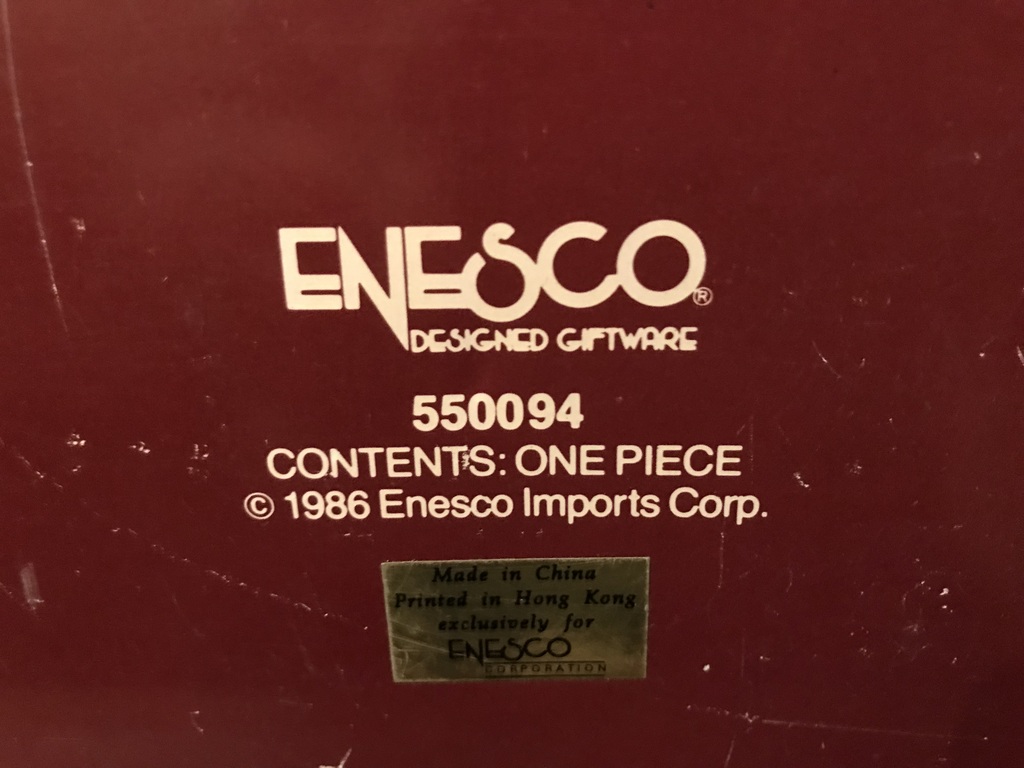 ENESCO®
DESIGNED GIFTWARE
550094
CONTENTS: ONE PIECE
© 1986 Enesco Imports Corp.
Made in China
Printed in Hong Kong
exclusively for
ENESCO
CORPORATION